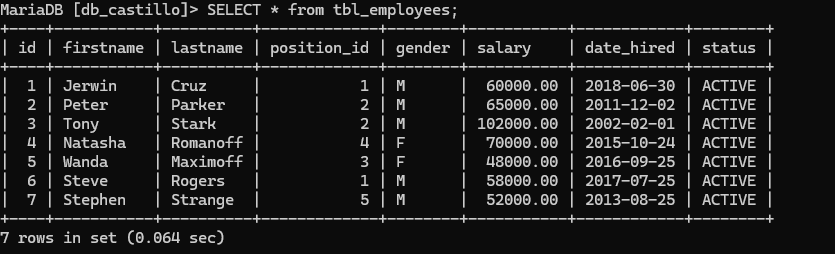 MariaDB [db_castillo]> SELECT * from tbl_employees;
+----+-----------+----------+-------------+--------+-----------+------------+--------+
| id | firstname | lastname | position_id | gender | salary    | date_hired | status |
+----+-----------+----------+-------------+--------+-----------+------------+--------+
|  1 | Jerwin    | Cruz     |           1 | M      |  60000.00 | 2018-06-30 | ACTIVE |
|  2 | Peter     | Parker   |           2 | M      |  65000.00 | 2011-12-02 | ACTIVE |
|  3 | Tony      | Stark    |           2 | M      | 102000.00 | 2002-02-01 | ACTIVE |
|  4 | Natasha   | Romanoff |           4 | F      |  70000.00 | 2015-10-24 | ACTIVE |
|  5 | Wanda     | Maximoff |           3 | F      |  48000.00 | 2016-09-25 | ACTIVE |
|  6 | Steve     | Rogers   |           1 | M      |  58000.00 | 2017-07-25 | ACTIVE |
|  7 | Stephen   | Strange  |           5 | M      |  52000.00 | 2013-08-25 | ACTIVE |
+----+-----------+----------+-------------+--------+-----------+------------+--------+
7 rows in set (0.064 sec)